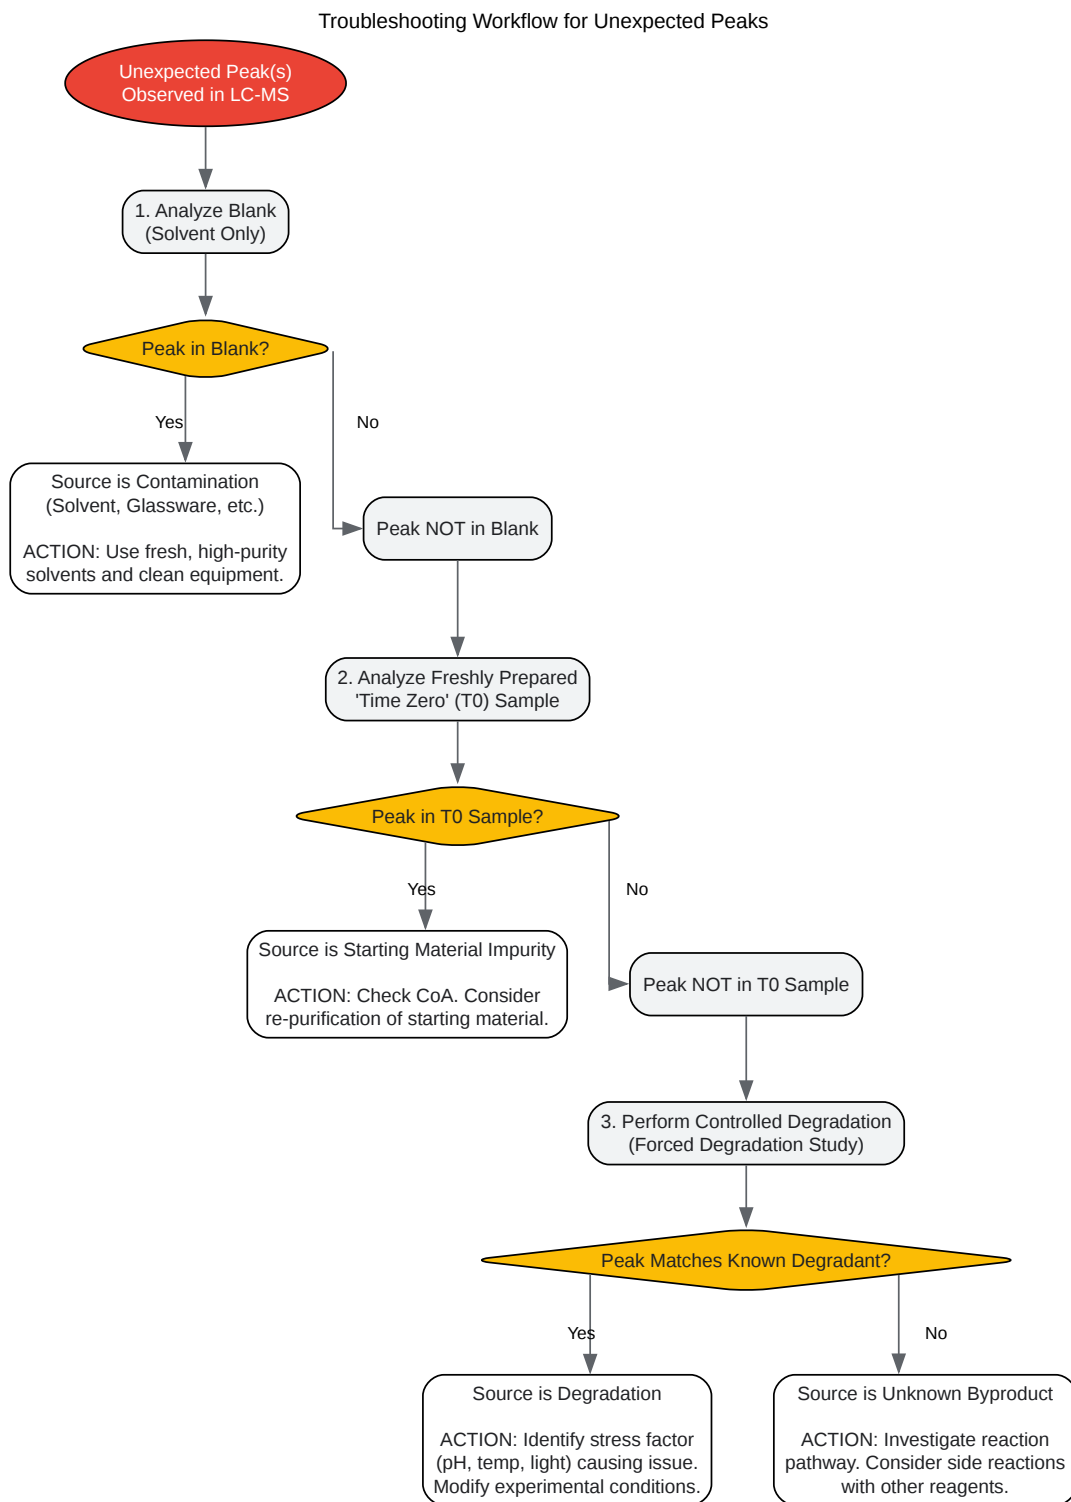 Troubleshooting Workflow for Unexpected Peaks
Unexpected Peak(s)
Observed in LC-MS
1. Analyze Blank
(Solvent Only)
Peak in Blank?
Yes
No
Source is Contamination
(Solvent, Glassware, etc.)
ACTION: Use fresh, high-purity
solvents and clean equipment.
Peak NOT in Blank
2. Analyze Freshly Prepared
'Time Zero' (T0) Sample
Peak in T0 Sample?
Yes
No
Source is Starting Material Impurity
ACTION: Check CoA. Consider
re-purification of starting material.
Peak NOT in T0 Sample
3. Perform Controlled Degradation
(Forced Degradation Study)
Peak Matches Known Degradant?
Yes
No
Source is Degradation
ACTION: Identify stress factor
(pH, temp, light) causing issue.
Modify experimental conditions.
Source is Unknown Byproduct
ACTION: Investigate reaction
pathway. Consider side reactions
with other reagents.